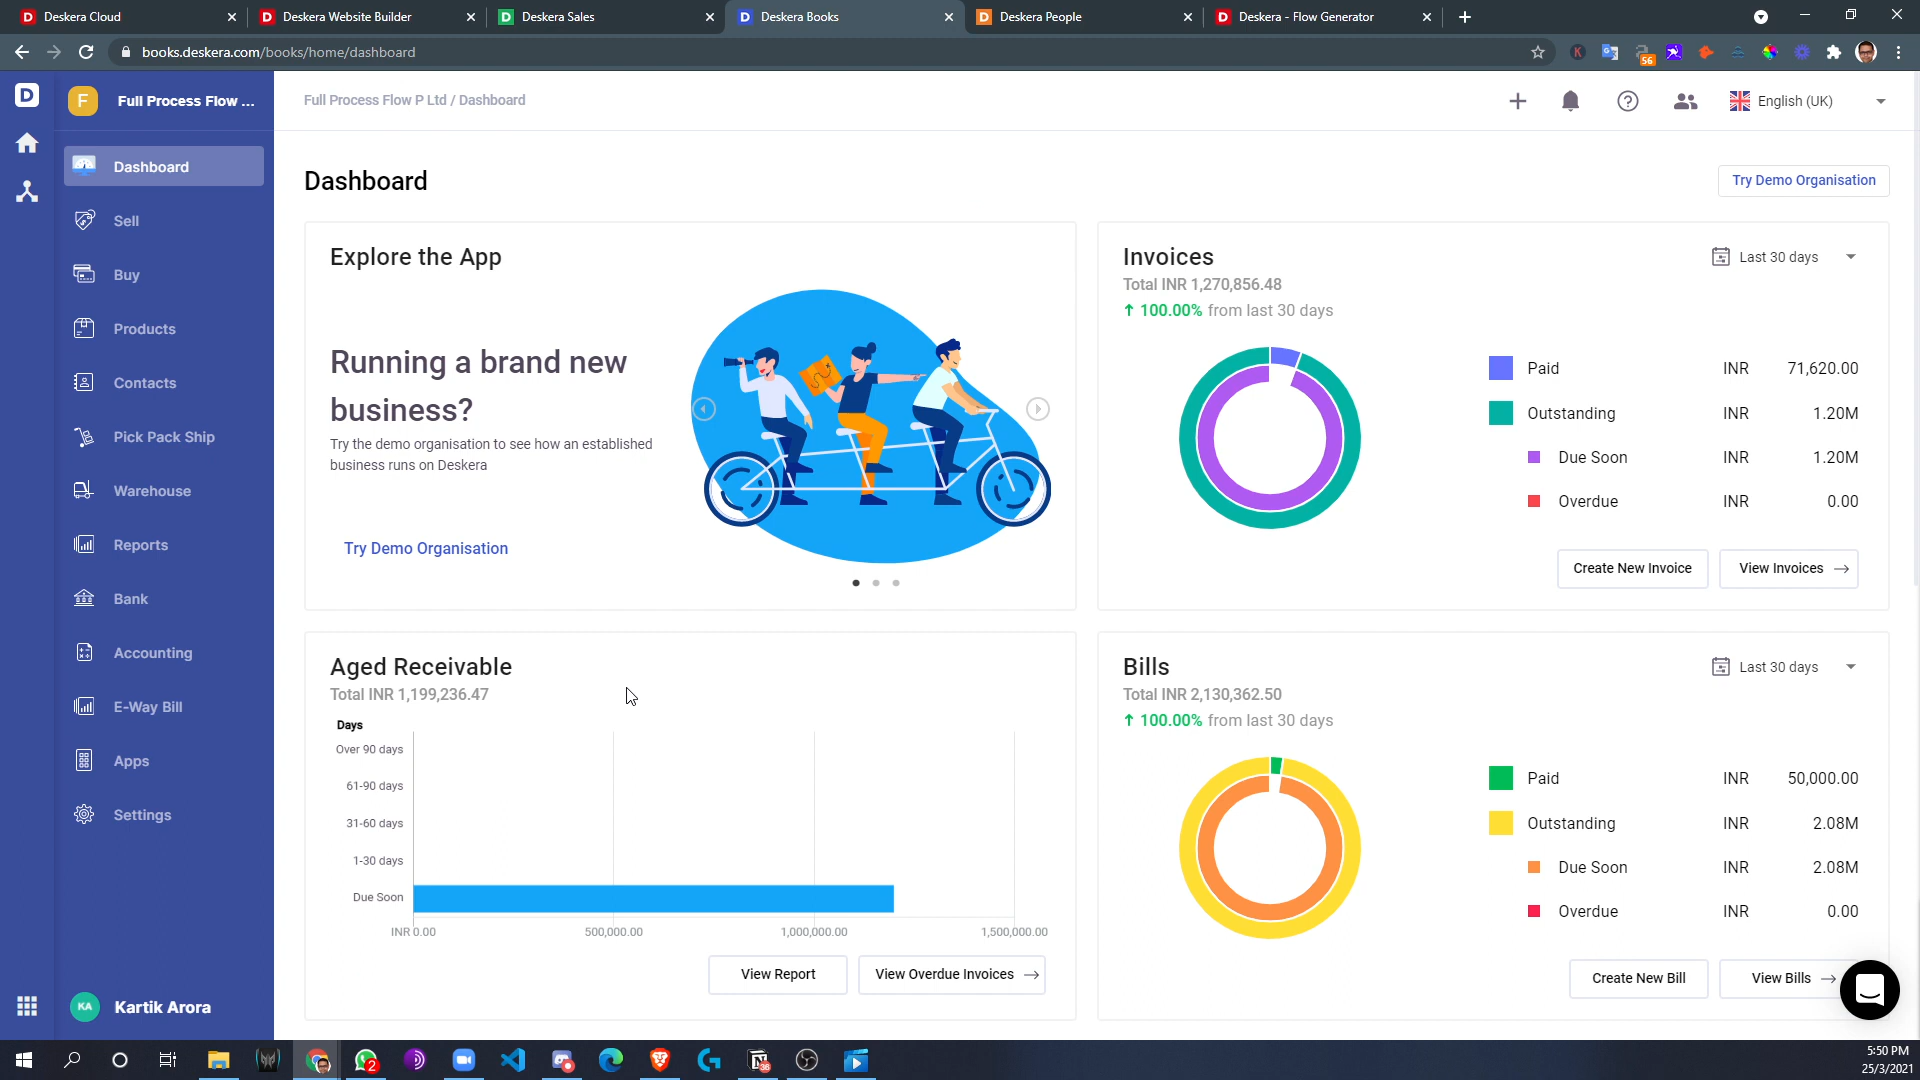 Deskera Cloud
Deskera Website Builder
Deskera Sales
Deskera Books
Deskera People
Deskera - Flow Generator
books.deskera.com/books/home/dashboard
56
D
F
Full Process Flow ...
Full Process Flow P Ltd / Dashboard
English (UK)
Dashboard
Sell
Buy
Products
Contacts
Pick Pack Ship
Warehouse
Reports
Bank
Accounting
E-Way Bill
Apps
Settings
KA
Kartik Arora
Dashboard
Try Demo Organisation
Explore the App
Running a brand new
business?
Try the demo organisation to see how an established
business runs on Deskera
Try Demo Organisation
Invoices
Last 30 days
Total INR 1,270,856.48
100.00% from last 30 days
Paid INR 71,620.00
Outstanding INR 1.20M
Due Soon INR 1.20M
Overdue INR 0.00
Create New Invoice
View Invoices
Aged Receivable
Total INR 1,199,236.47
Days
Over 90 days
61-90 days
31-60 days
1-30 days
Due Soon
INR 0.00 500,000.00 1,000,000.00 1,500,000.00
View Report
View Overdue Invoices
Bills
Last 30 days
Total INR 2,130,362.50
100.00% from last 30 days
Paid INR 50,000.00
Outstanding INR 2.08M
Due Soon INR 2.08M
Overdue INR 0.00
Create New Bill
View Bills
2
36
5:50 PM
25/3/2021